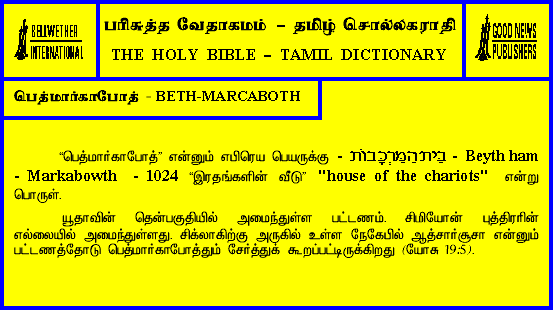 BELLWETHER
INTERNATIONAL
பரிசுத்த வேதாகமம் – தமிழ் சொல்லகராதி
THE HOLY BIBLE – TAMIL DICTIONARY
GOOD NEWS
PUBLISHERS
பெத்மார்காபோத் - BETH-MARCABOTH
“பெத்மார்காபோத்” என்னும் எபிரெய பெயருக்கு - בֵּית הַמַּרְכָּבוֹת - Beyth ham
- Markabowth - 1024 “இரதங்களின் வீடு” "house of the chariots" என்று
பொருள்.
யூதாவின் தென்பகுதியில் அமைந்துள்ள பட்டணம். சிமியோன் புத்திரரின்
எல்லையில் அமைந்துள்ளது. சிக்லாகிற்கு அருகில் உள்ள நேகேபில் ஆத்சார்சூசா என்னும்
பட்டணத்தோடு பெத்மார்காபோத்தும் சேர்த்துக் கூறப்பட்டிருக்கிறது (யோசு 19:5).